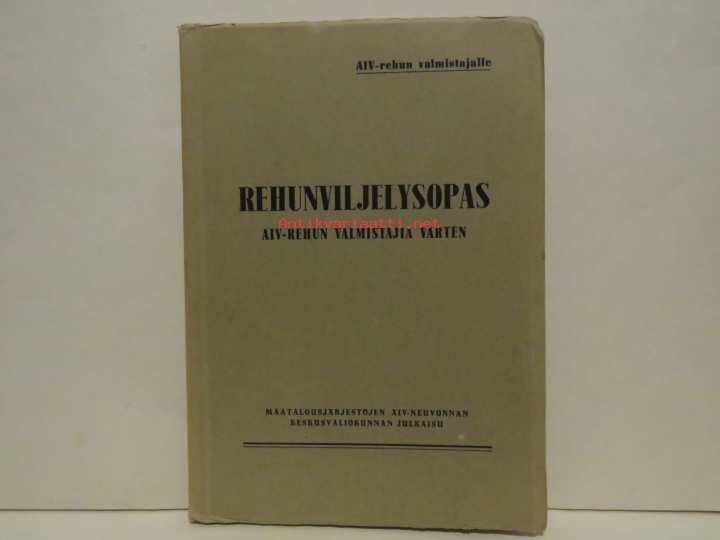 AIV-rehun valmistajalle
REHUNVILJELYSOPAS
Antikvariaatti.net
AIV-REHUN VALMISTAJIA VARTEN
MAATALOUSJÄRJESTÖJEN AIV-NEUVONNAN
KESKUSVALIOKUNNAN JULKAISU